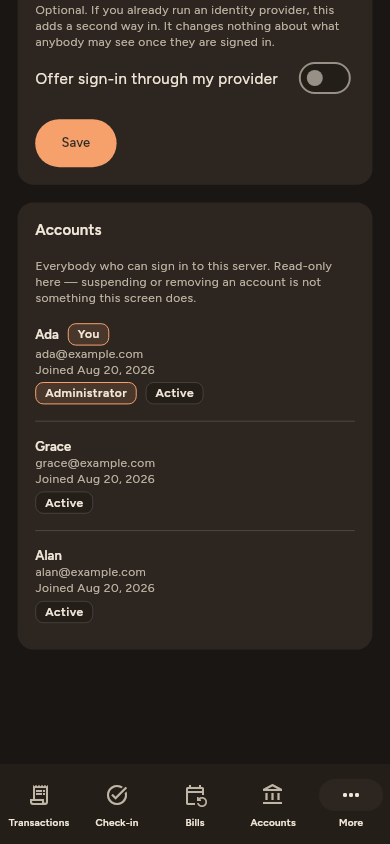 Optional. If you already run an identity provider, this
adds a second way in. It changes nothing about what
anybody may see once they are signed in.
Offer sign-in through my provider
Save
Accounts
Everybody who can sign in to this server. Read-only
here — suspending or removing an account is not
something this screen does.
Ada You
ada@example.com
Joined Aug 20, 2026
Administrator Active
Grace
grace@example.com
Joined Aug 20, 2026
Active
Alan
alan@example.com
Joined Aug 20, 2026
Active
Transactions Check-in Bills Accounts More